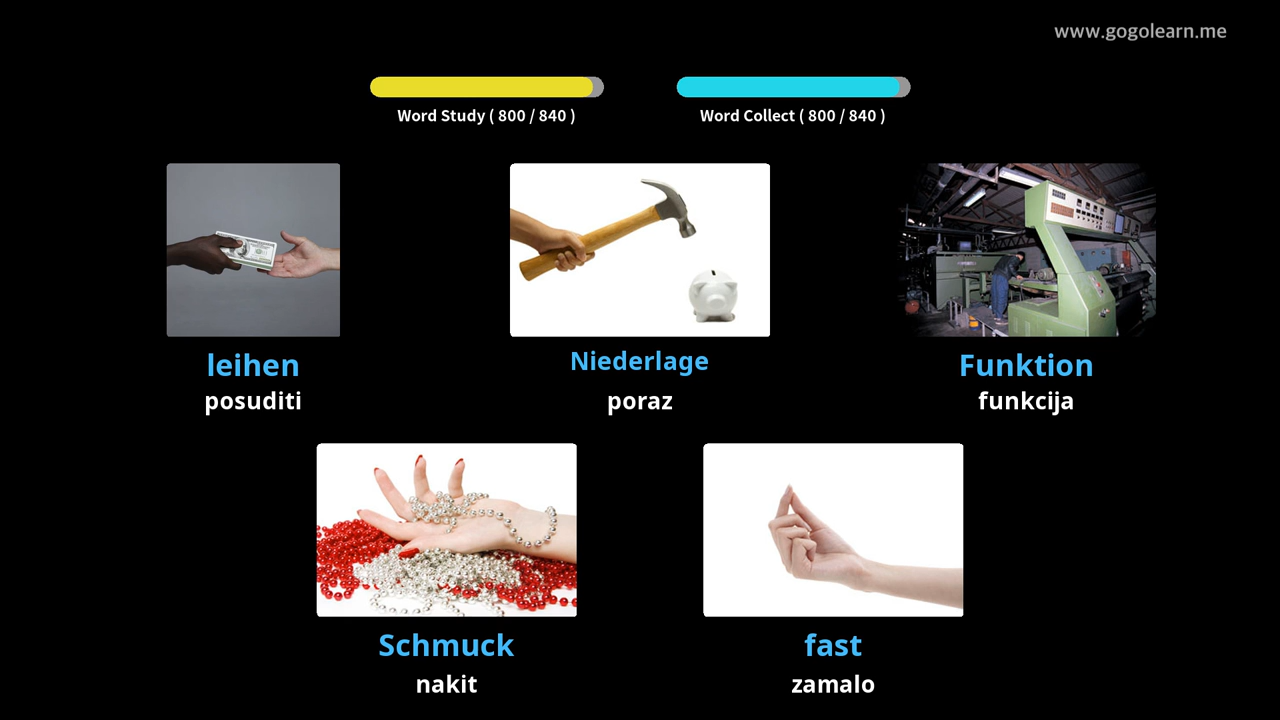 www.gogolearn.me
Word Study ( 800 / 840 )
Word Collect ( 800 / 840 )
leihen
posuditi
Niederlage
poraz
Funktion
funkcija
Schmuck
nakit
fast
zamalo